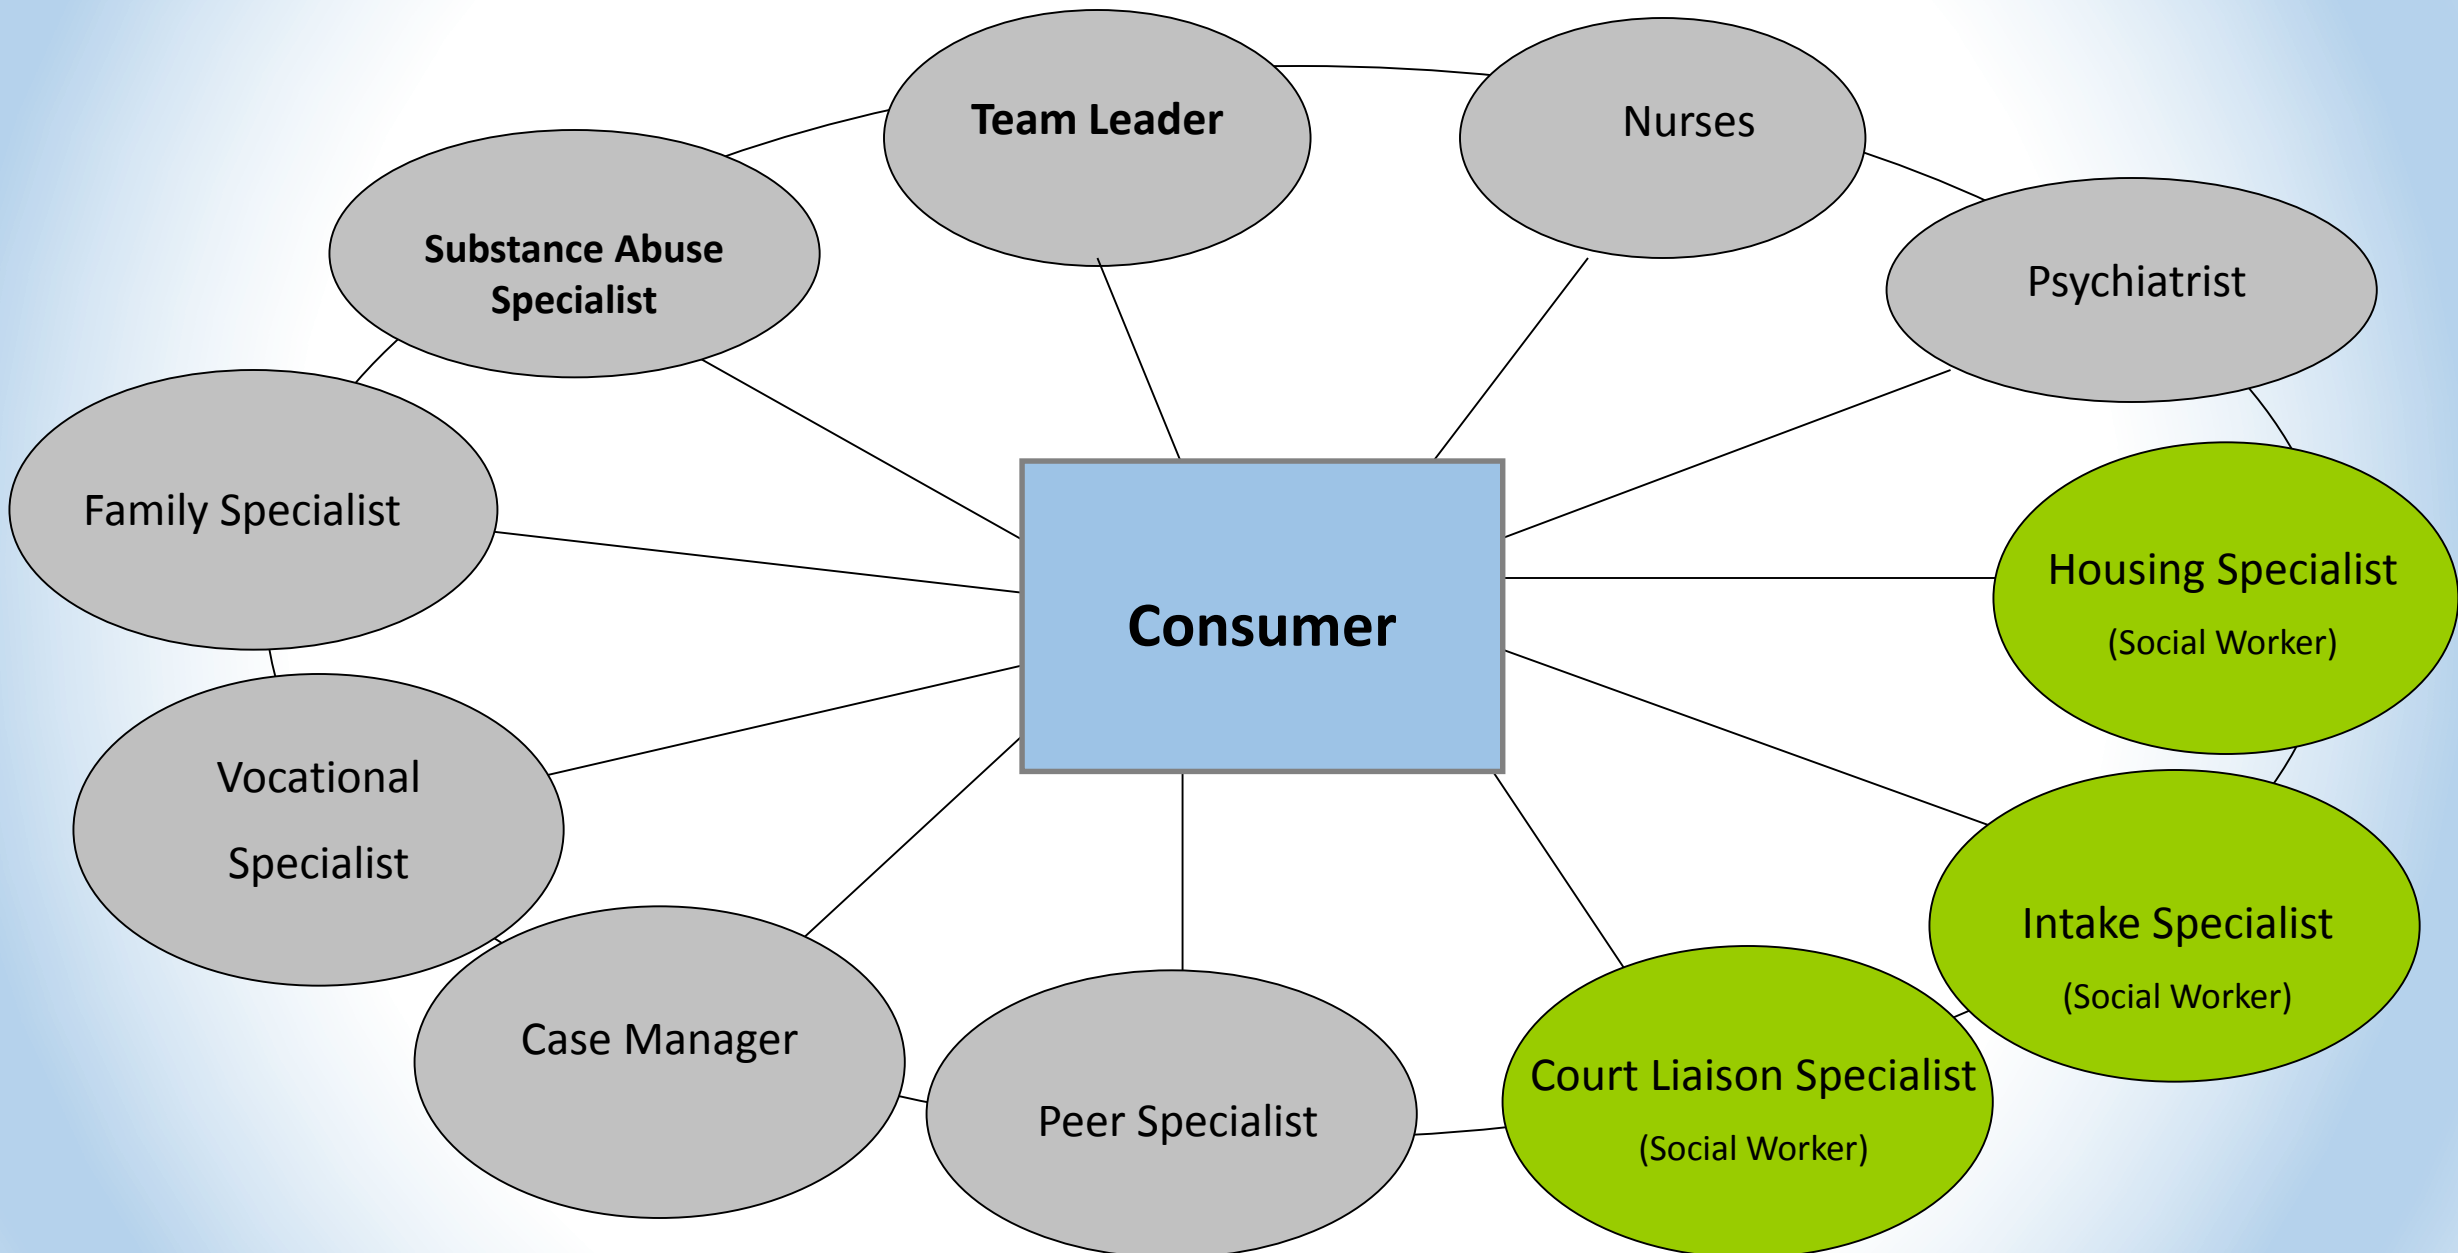 Team Leader
Nurses
Substance Abuse
Specialist
Psychiatrist
Family Specialist
Housing Specialist
(Social Worker)
Consumer
Vocational
Specialist
Intake Specialist
(Social Worker)
Case Manager
Peer Specialist
Court Liaison Specialist
(Social Worker)